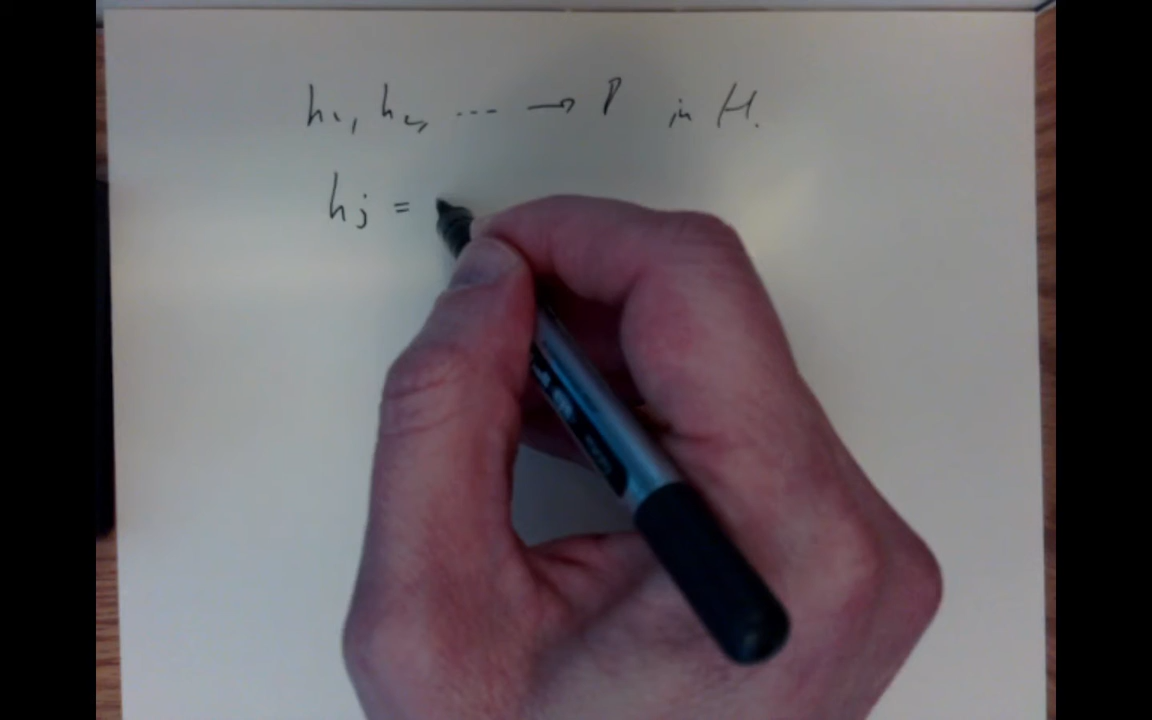 h₁, h₂, --- → P in H.
hj =